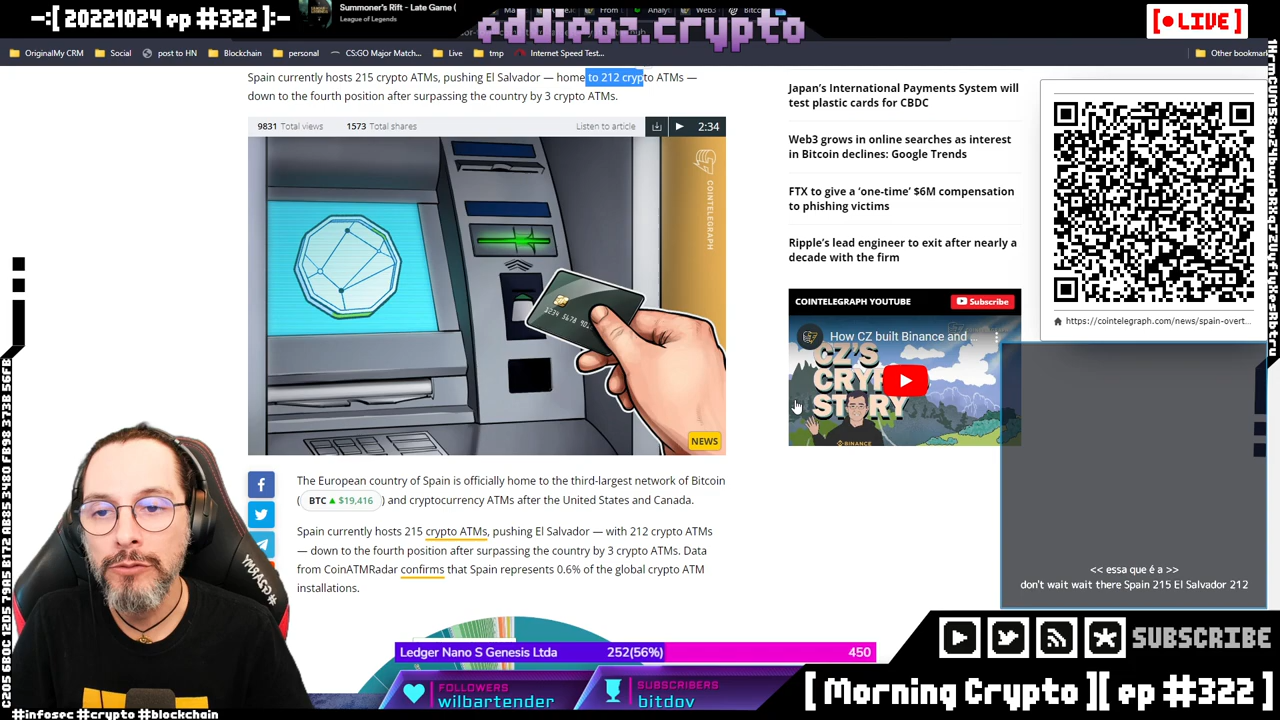 -:[ 20221024 ep #322 ]:-
Summoner's Rift - Late Game (
League of Legends
eddieoz.crypto
[ ● LIVE ]
OriginalMy CRM
Social
post to HN
Blockchain
personal
CS:GO Major Match...
Live
tmp
Internet Speed Test...
Other bookmar
Spain currently hosts 215 crypto ATMs, pushing El Salvador — home to 212 crypto ATMs —
down to the fourth position after surpassing the country by 3 crypto ATMs.
9831 Total views
1573 Total shares
Listen to article
2:34
COINTELEGRAPH
NEWS
The European country of Spain is officially home to the third-largest network of Bitcoin
( BTC ▲ $19,416 ) and cryptocurrency ATMs after the United States and Canada.
Spain currently hosts 215 crypto ATMs, pushing El Salvador — with 212 crypto ATMs
— down to the fourth position after surpassing the country by 3 crypto ATMs. Data
from CoinATMRadar confirms that Spain represents 0.6% of the global crypto ATM
installations.
Japan's International Payments System will
test plastic cards for CBDC
Web3 grows in online searches as interest
in Bitcoin declines: Google Trends
FTX to give a 'one-time' $6M compensation
to phishing victims
Ripple's lead engineer to exit after nearly a
decade with the firm
COINTELEGRAPH YOUTUBE
Subscribe
How CZ built Binance and ...
CZ'S
CRYPTO
STORY
BINANCE
https://cointelegraph.com/news/spain-overt...
<< essa que é a >>
don't wait wait there Spain 215 El Salvador 212
Ledger Nano S Genesis Ltda
252(56%)
450
FOLLOWERS
wilbartender
SUBSCRIBERS
bitdov
SUBSCRIBE
[ Morning Crypto ][ ep #322 ]
#infosec #crypto #blockchain